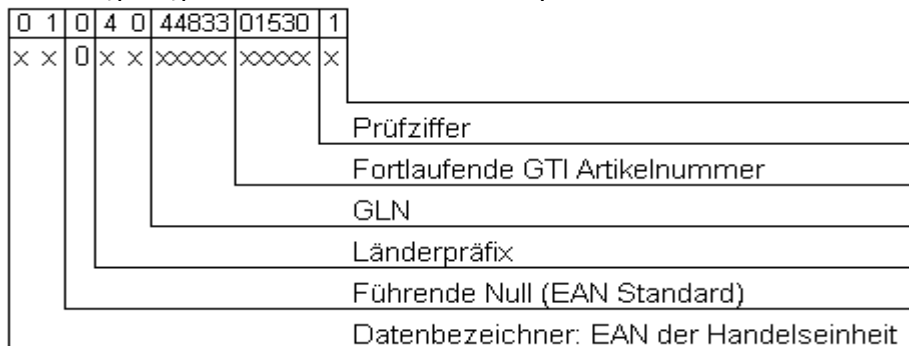 0 1 0 4 0 44833 01530 1
x x 0 x x xxxxx xxxxx x
Prüfziffer
Fortlaufende GTI Artikelnummer
GLN
Länderpräfix
Führende Null (EAN Standard)
Datenbezeichner: EAN der Handelseinheit